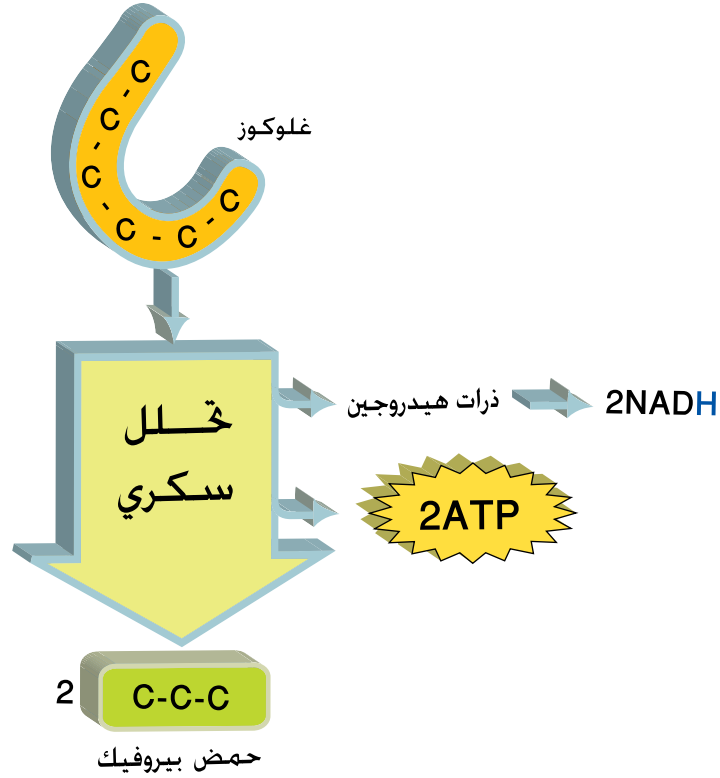 C - C - C - C - C - C
غلوكوز
تحلل
سكري
ذرات هيدروجين
2NADH
2ATP
2
C-C-C
حمض بيروفيك